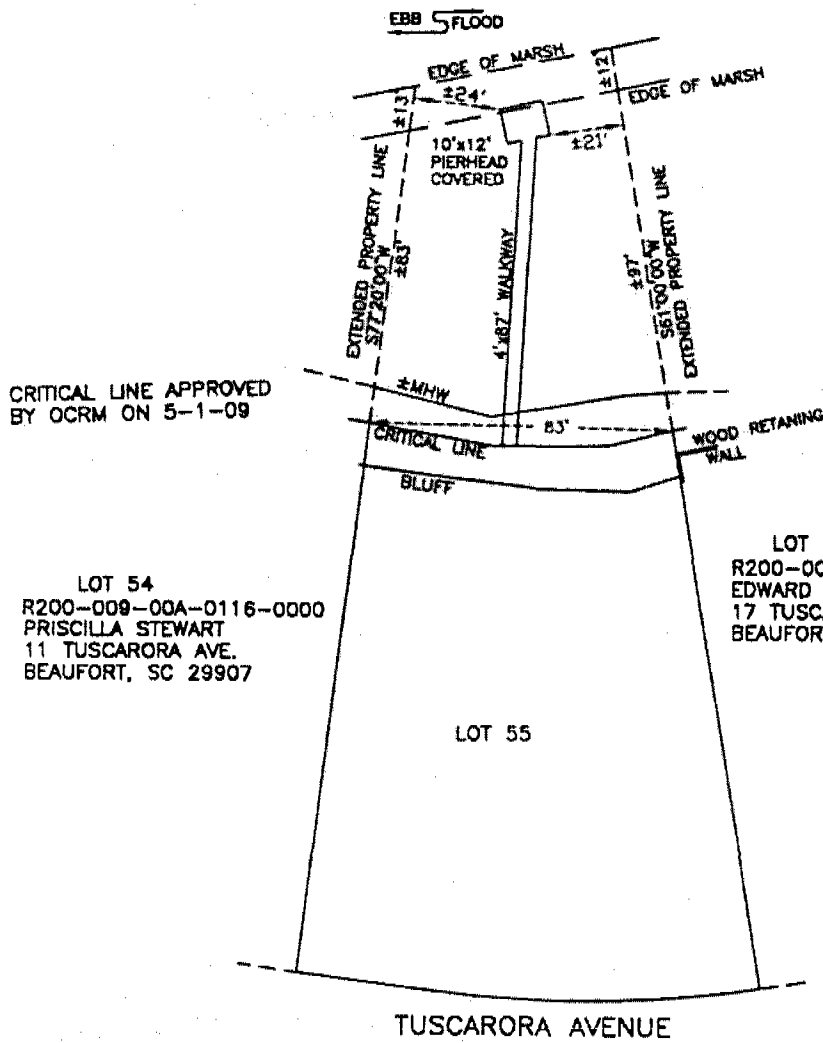 EBB FLOOD
EDGE OF MARSH
±12'
±24'
±13'
EDGE OF MARSH
±21'
10'x12'
PIERHEAD
COVERED
EXTENDED PROPERTY LINE
S77°20'00"W
±83'
4'x87' WALKWAY
±97'
S61°00'00"W
EXTENDED PROPERTY LINE
CRITICAL LINE APPROVED
BY OCRM ON 5-1-09
±MHW
83'
CRITICAL LINE
WOOD RETANING
WALL
BLUFF
LOT 54
R200-009-00A-0116-0000
PRISCILLA STEWART
11 TUSCARORA AVE.
BEAUFORT, SC 29907
LOT
R200-00
EDWARD
17 TUSC
BEAUFOR
LOT 55
TUSCARORA AVENUE